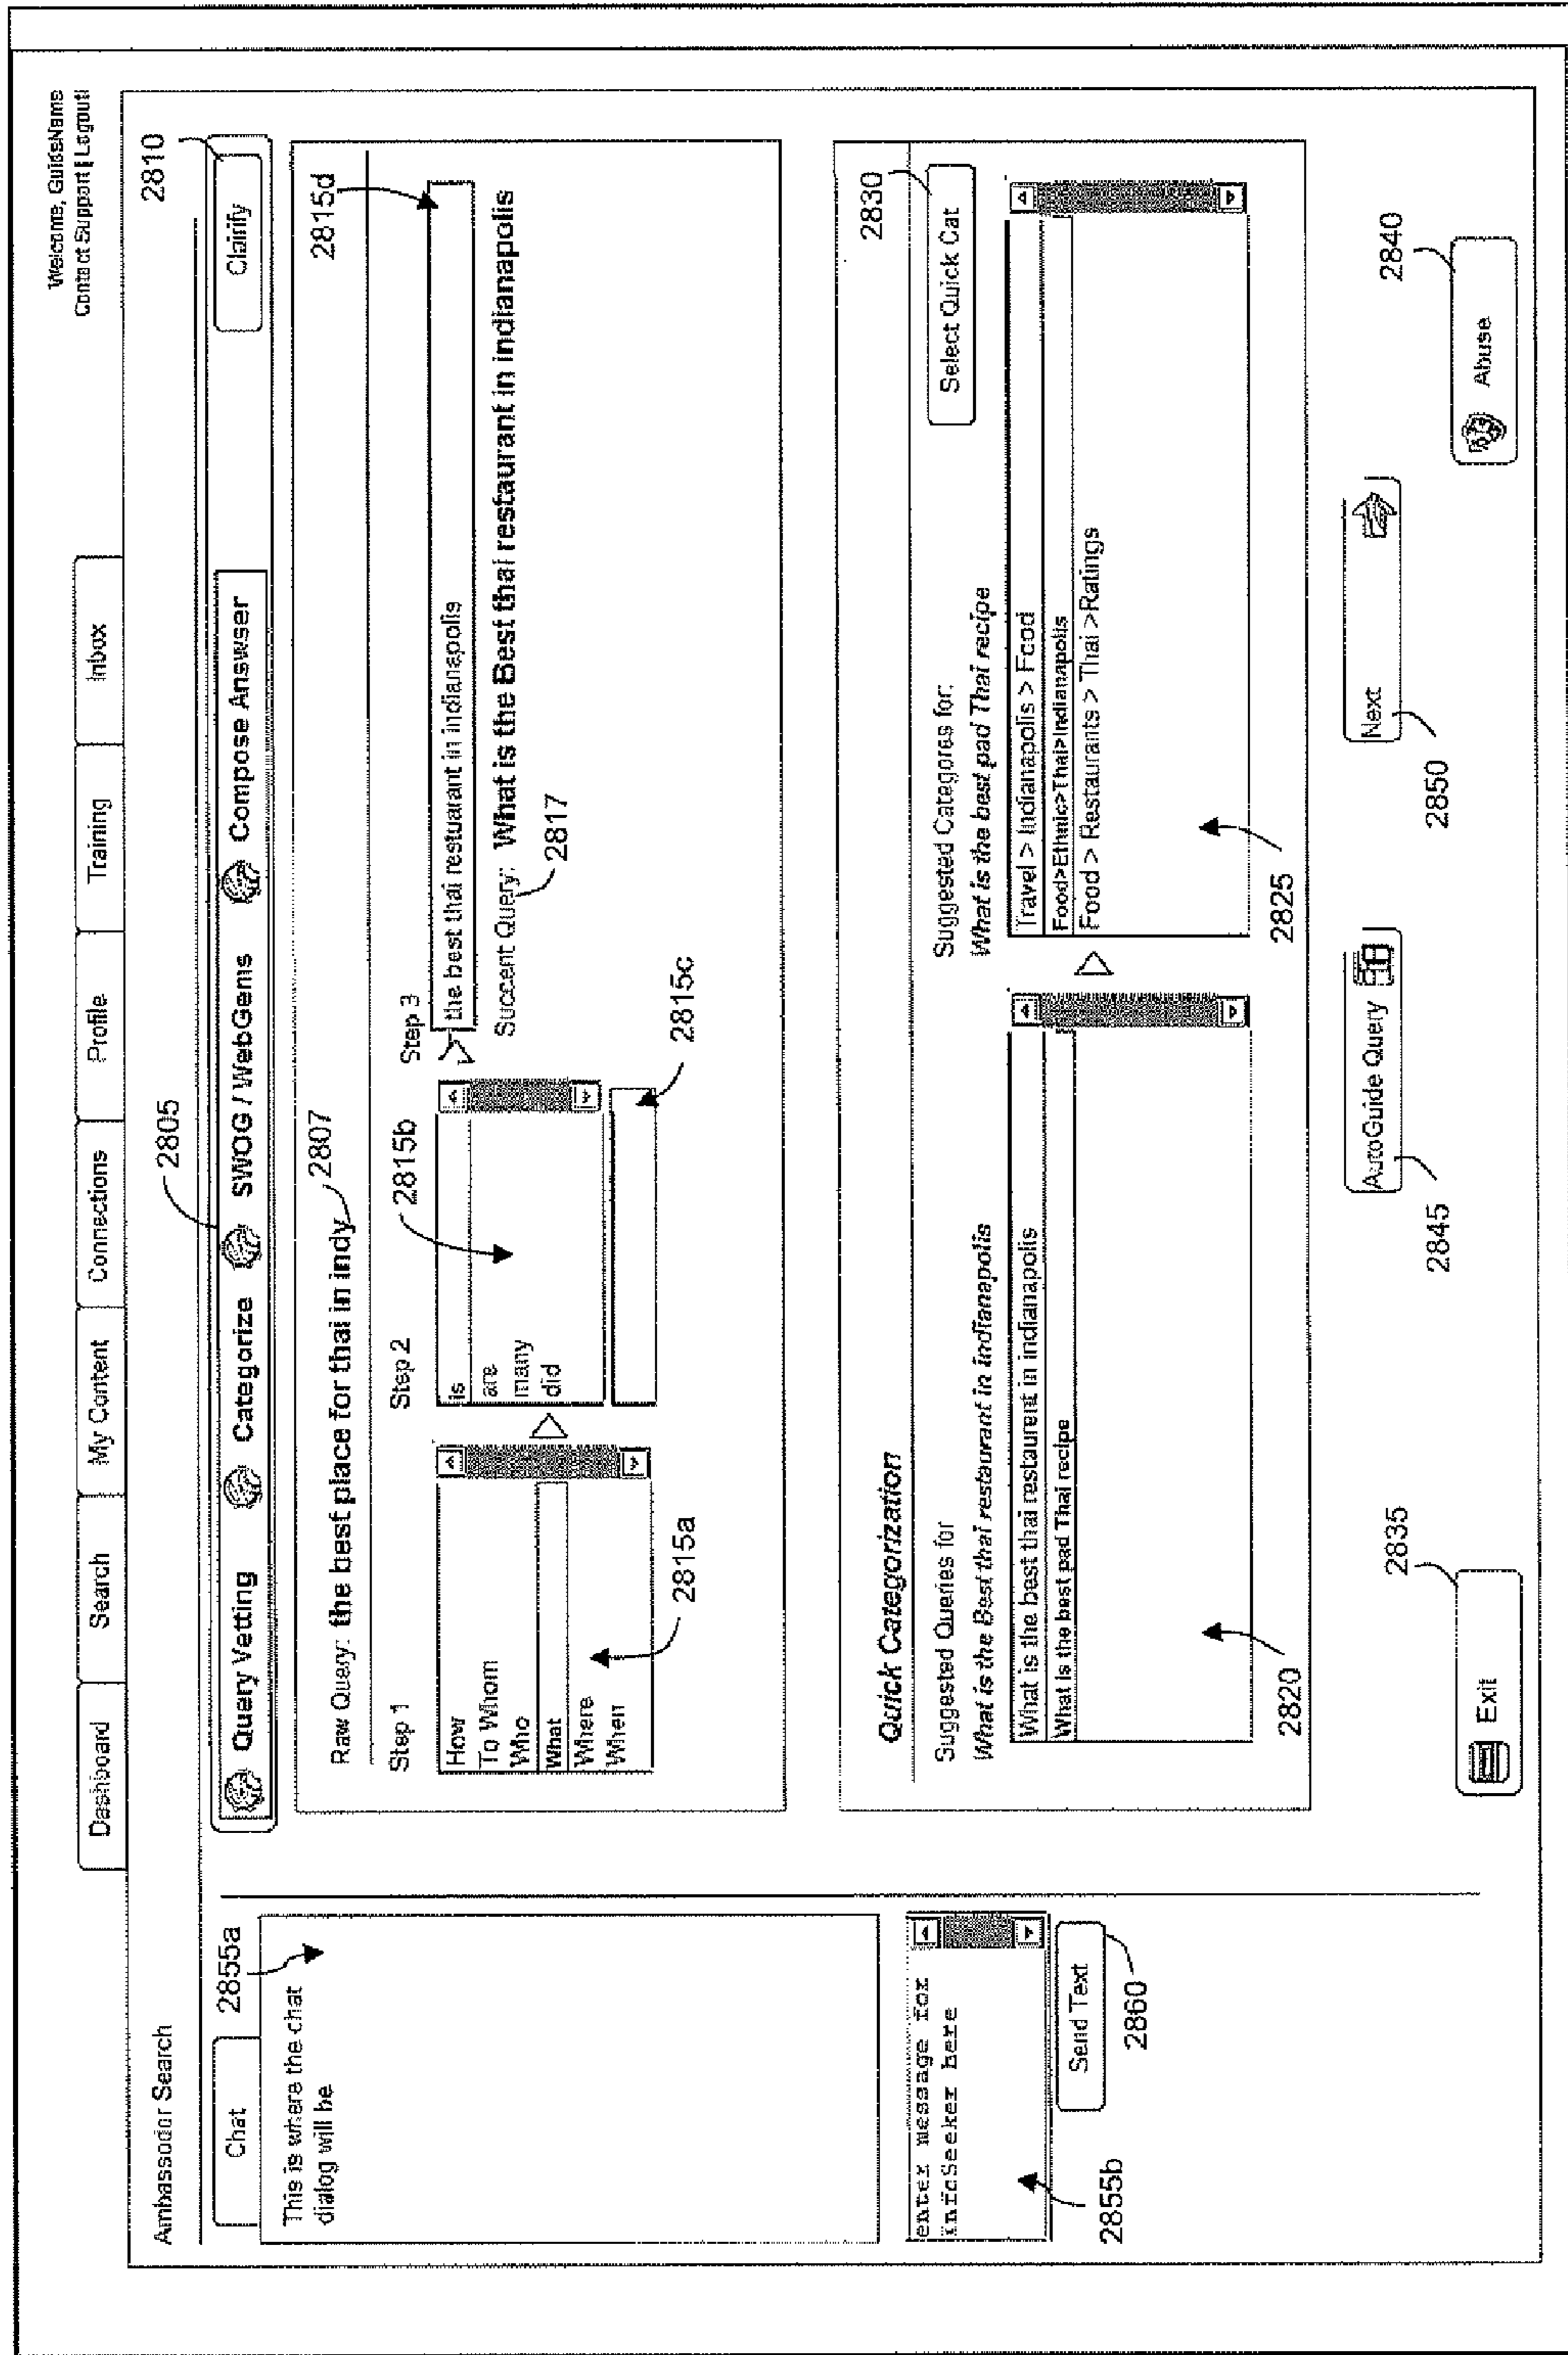 Welcome, GuideName
Contact Support | Logout!
Dashboard
Search
My Content
Connections
Profile
Training
Inbox
Ambassodor Search
2805
2810
Chat
2855a
This is where the chat
dialog will be
enter message for
infoSeeker here
2855b
Send Text
2860
Query Vetting
Categorize
SWOG / WebGems
Compose Answser
Clairify
Raw Query: the best place for thai in indy
2807
2815d
Step 1
Step 2
Step 3
2815b
How
To Whom
Who
What
Where
When
2815a
is
are
many
did
2815c
the best thai restuarant in indianapolis
Succent Query: What is the Best thai restaurant in indianapolis
2817
Quick Categorization
2830
Select Quick Cat
Suggested Queries for
What is the Best thai restaurant in indianapolis
What is the best thai restaurent in indianapolis
What is the best pad Thai recipe
2820
Suggested Categores for:
What is the best pad Thai recipe
Travel > Indianapolis > Food
Food>Ethnic>Thai>Indianapolis
Food > Restaurants > Thai >Ratings
2825
2835
Exit
AutoGuide Query
2845
Next
2850
2840
Abuse